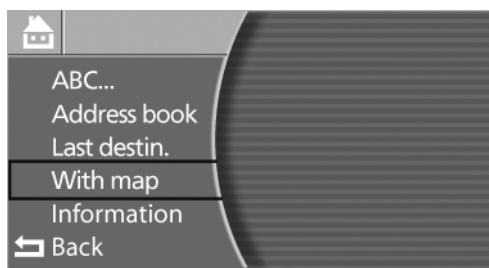 ABC...
Address book
Last destin.
With map
Information
Back